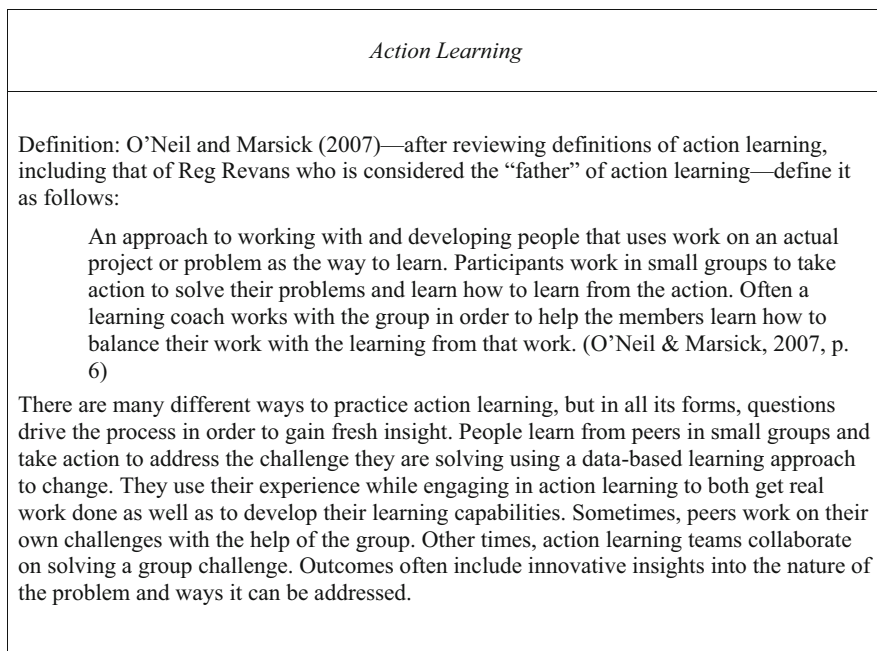 Action Learning
Definition: O’Neil and Marsick (2007)—after reviewing definitions of action learning,
including that of Reg Revans who is considered the “father” of action learning—define it
as follows:
An approach to working with and developing people that uses work on an actual
project or problem as the way to learn. Participants work in small groups to take
action to solve their problems and learn how to learn from the action. Often a
learning coach works with the group in order to help the members learn how to
balance their work with the learning from that work. (O’Neil & Marsick, 2007, p.
6)
There are many different ways to practice action learning, but in all its forms, questions
drive the process in order to gain fresh insight. People learn from peers in small groups and
take action to address the challenge they are solving using a data-based learning approach
to change. They use their experience while engaging in action learning to both get real
work done as well as to develop their learning capabilities. Sometimes, peers work on their
own challenges with the help of the group. Other times, action learning teams collaborate
on solving a group challenge. Outcomes often include innovative insights into the nature of
the problem and ways it can be addressed.